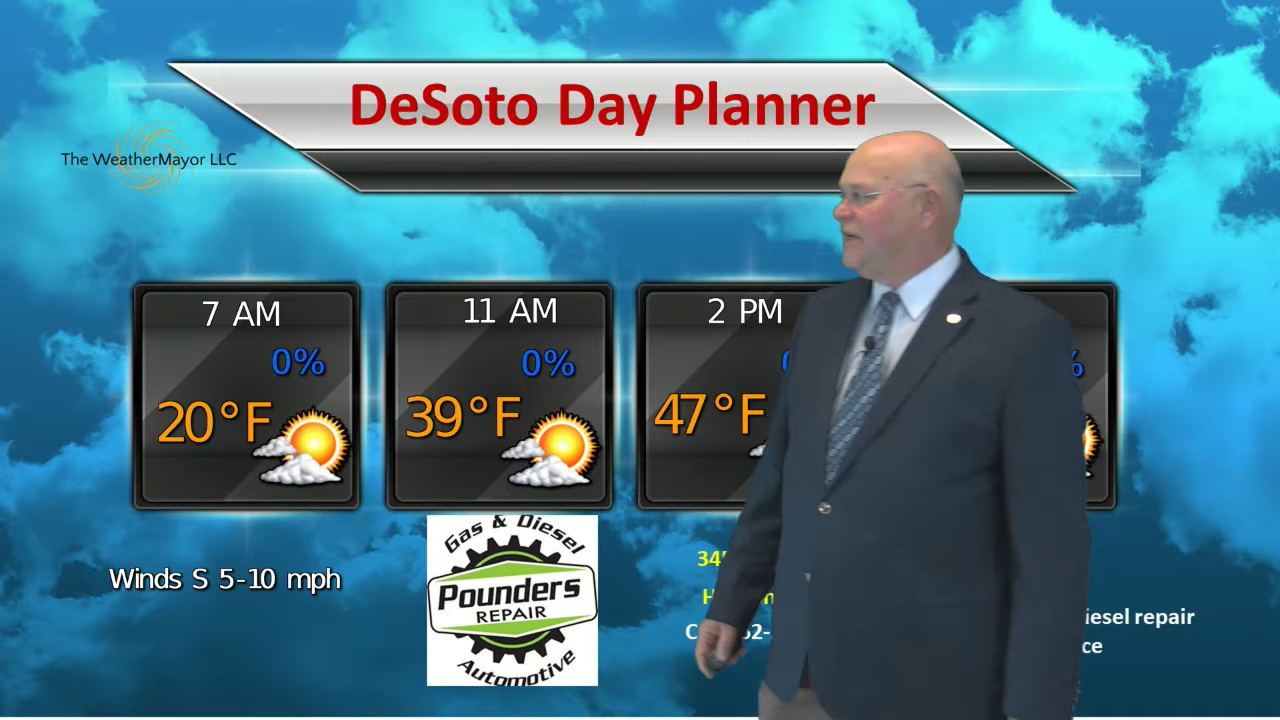 DeSoto Day Planner
The WeatherMayor LLC
7 AM
0%
20°F
11 AM
0%
39°F
2 PM
47°F
%
Winds S 5-10 mph
Gas & Diesel
Pounders
REPAIR
Automotive
iesel repair
ce